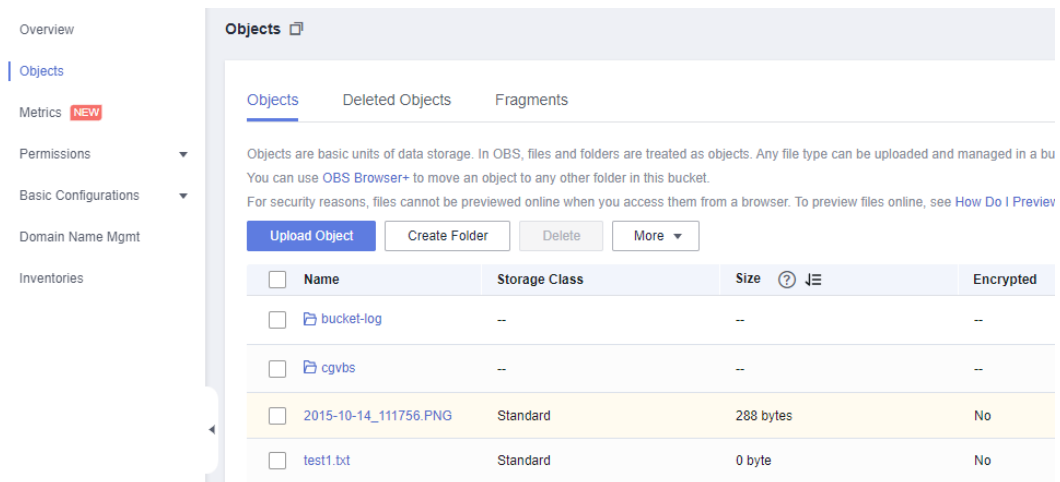 Overview
Objects
Metrics NEW
Permissions
Basic Configurations
Domain Name Mgmt
Inventories
Objects
Objects Deleted Objects Fragments
Objects are basic units of data storage. In OBS, files and folders are treated as objects. Any file type can be uploaded and managed in a bu
You can use OBS Browser+ to move an object to any other folder in this bucket.
For security reasons, files cannot be previewed online when you access them from a browser. To preview files online, see How Do I Preview
Upload Object Create Folder Delete More
Name Storage Class Size ? Encrypted
bucket-log -- -- --
cgvbs -- -- --
2015-10-14_111756.PNG Standard 288 bytes No
test1.txt Standard 0 byte No